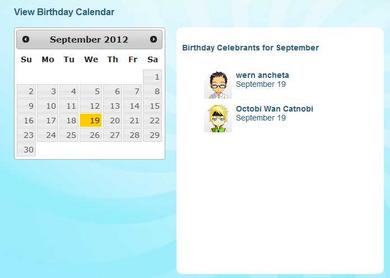 View Birthday Calendar
September 2012
Su Mo Tu We Th Fr Sa
1
2 3 4 5 6 7 8
9 10 11 12 13 14 15
16 17 18 19 20 21 22
23 24 25 26 27 28 29
30
Birthday Celebrants for September
wern ancheta
September 19
Octobi Wan Catnobi
September 19